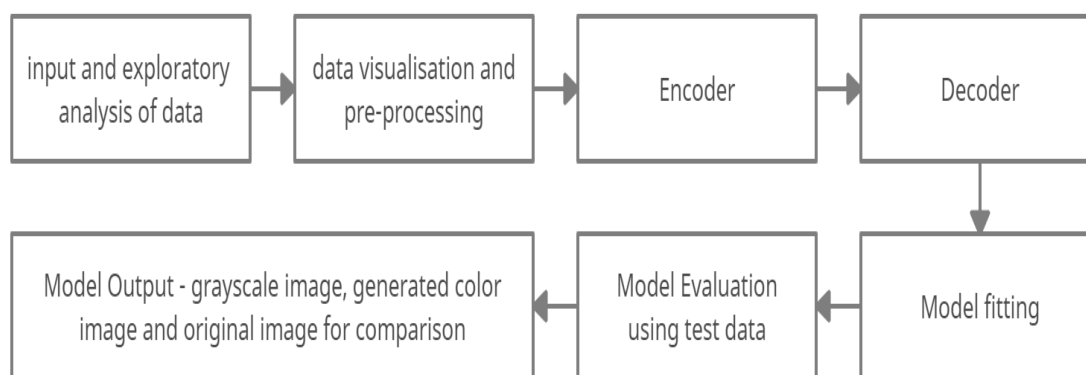 input and exploratory
analysis of data
data visualisation and
pre-processing
Encoder
Decoder
Model fitting
Model Evaluation
using test data
Model Output - grayscale image, generated color
image and original image for comparison